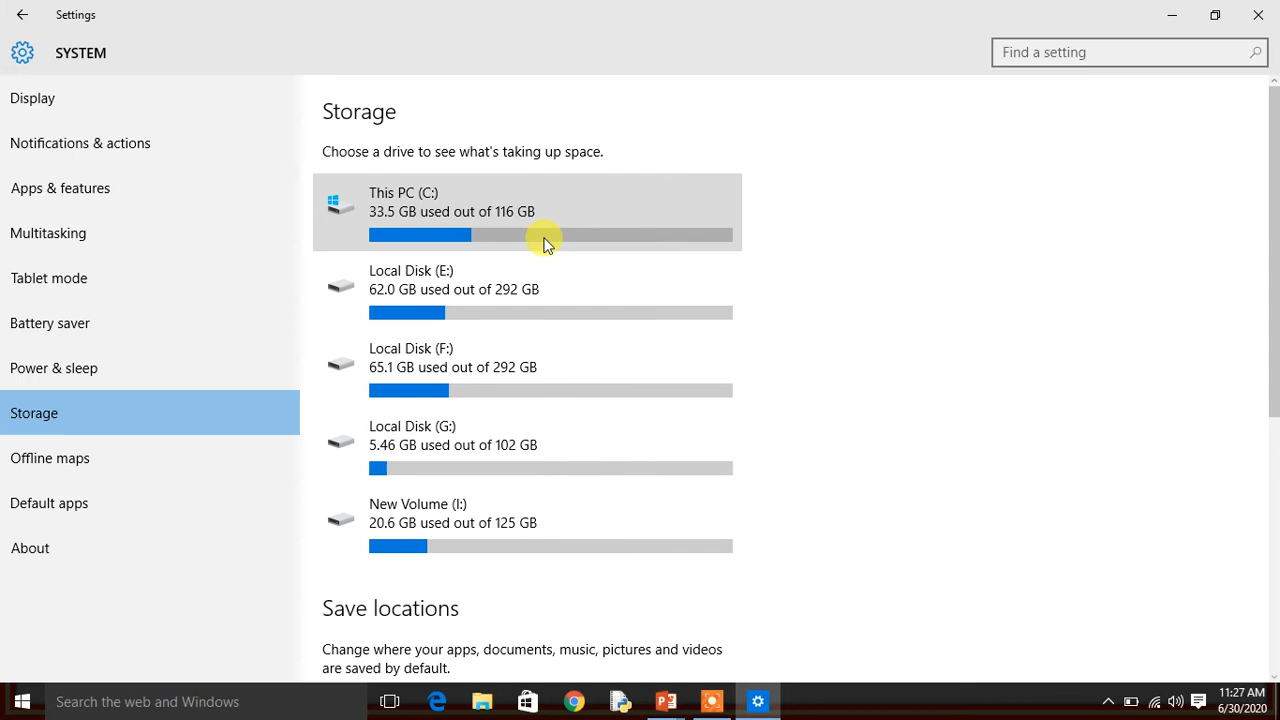 Settings
SYSTEM
Find a setting
Display
Notifications & actions
Apps & features
Multitasking
Tablet mode
Battery saver
Power & sleep
Storage
Offline maps
Default apps
About
Storage
Choose a drive to see what's taking up space.
This PC (C:)
33.5 GB used out of 116 GB
Local Disk (E:)
62.0 GB used out of 292 GB
Local Disk (F:)
65.1 GB used out of 292 GB
Local Disk (G:)
5.46 GB used out of 102 GB
New Volume (I:)
20.6 GB used out of 125 GB
Save locations
Change where your apps, documents, music, pictures and videos
are saved by default.
Search the web and Windows
11:27 AM
6/30/2020